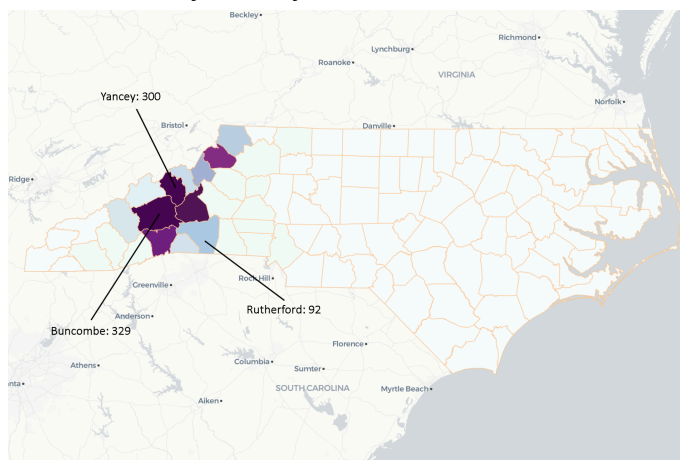 Beckley•
Richmond•
Lynchburg•
Roanoke•
VIRGINIA
Yancey: 300
Norfolk•
Bristol•
Danville•
Ridge•
Rock Hill•
Greenville•
Rutherford: 92
Anderson•
Buncombe: 329
Florence•
Athens•
Columbia•
Sumter•
SOUTH CAROLINA
Myrtle Beach•
Aiken•